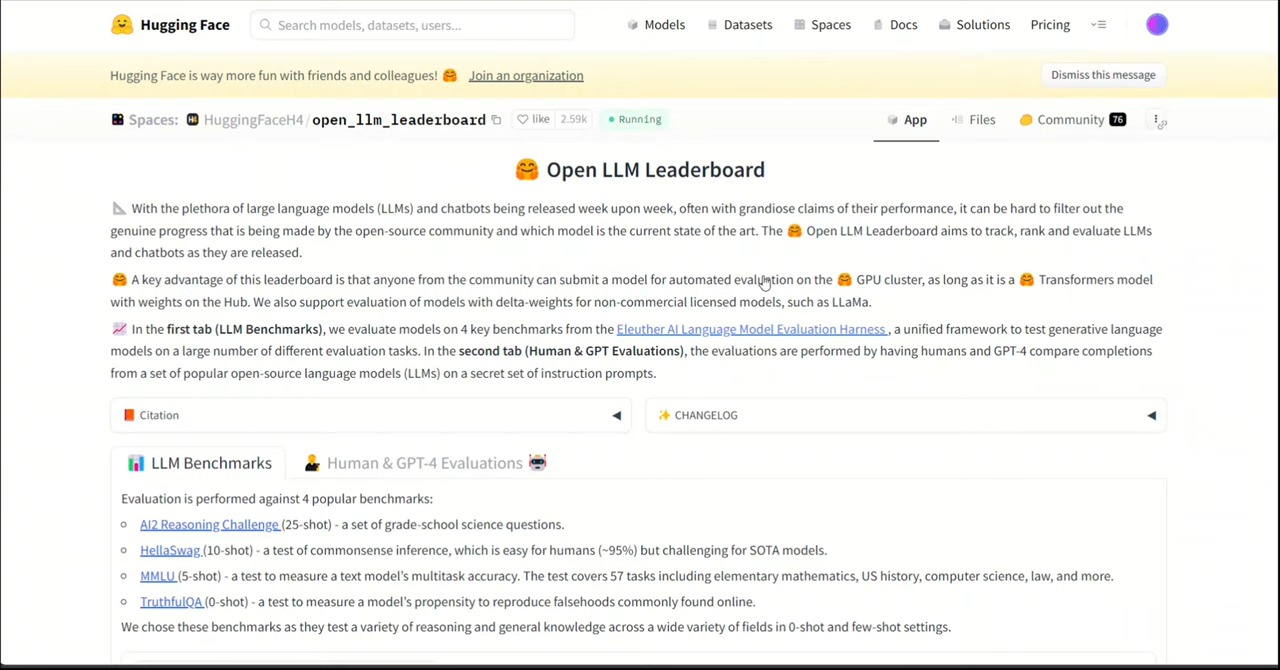 Hugging Face
Search models, datasets, users...
Models
Datasets
Spaces
Docs
Solutions
Pricing
Hugging Face is way more fun with friends and colleagues! 🤗 Join an organization
Dismiss this message
Spaces:
HuggingFaceH4/open_llm_leaderboard
like 2.59k
Running
App
Files
Community 76
🤗 Open LLM Leaderboard
📐 With the plethora of large language models (LLMs) and chatbots being released week upon week, often with grandiose claims of their performance, it can be hard to filter out the
genuine progress that is being made by the open-source community and which model is the current state of the art. The 🤗 Open LLM Leaderboard aims to track, rank and evaluate LLMs
and chatbots as they are released.
🤗 A key advantage of this leaderboard is that anyone from the community can submit a model for automated evaluation on the 🤗 GPU cluster, as long as it is a 🤗 Transformers model
with weights on the Hub. We also support evaluation of models with delta-weights for non-commercial licensed models, such as LLaMa.
📈 In the first tab (LLM Benchmarks), we evaluate models on 4 key benchmarks from the Eleuther AI Language Model Evaluation Harness , a unified framework to test generative language
models on a large number of different evaluation tasks. In the second tab (Human & GPT Evaluations), the evaluations are performed by having humans and GPT-4 compare completions
from a set of popular open-source language models (LLMs) on a secret set of instruction prompts.
📕 Citation
✨ CHANGELOG
📊 LLM Benchmarks
Human & GPT-4 Evaluations 🤖
Evaluation is performed against 4 popular benchmarks:
AI2 Reasoning Challenge (25-shot) - a set of grade-school science questions.
HellaSwag (10-shot) - a test of commonsense inference, which is easy for humans (~95%) but challenging for SOTA models.
MMLU (5-shot) - a test to measure a text model's multitask accuracy. The test covers 57 tasks including elementary mathematics, US history, computer science, law, and more.
TruthfulQA (0-shot) - a test to measure a model's propensity to reproduce falsehoods commonly found online.
We chose these benchmarks as they test a variety of reasoning and general knowledge across a wide variety of fields in 0-shot and few-shot settings.